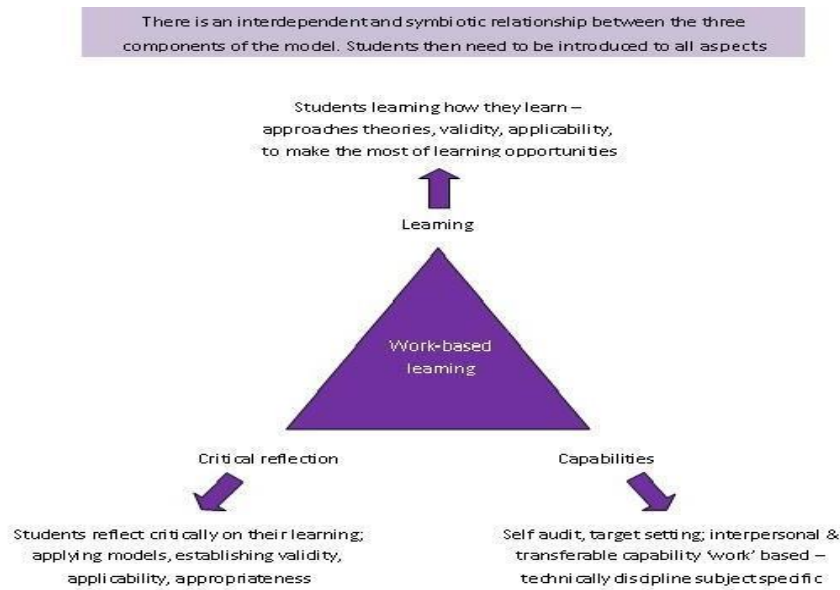 There is an interdependent and symbiotic relationship between the three
components of the model. Students then need to be introduced to all aspects
Students learning how they learn –
approaches theories, validity, applicability,
to make the most of learning opportunities
Learning
Work-based
learning
Critical reflection
Capabilities
Students reflect critically on their learning;
applying models, establishing validity,
applicability, appropriateness
Self audit, target setting; interpersonal &
transferable capability 'work' based –
technically discipline subject specific